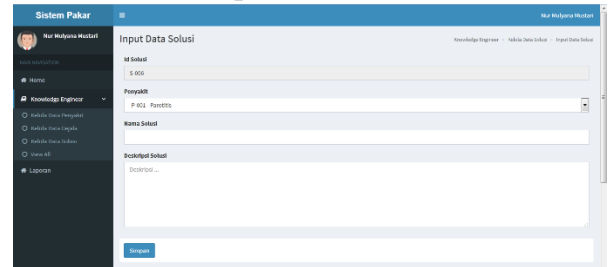 Sistem Pakar
Nur Mulyana Mustari
Nur Mulyana Mustari
MAIN NAVIGATION
Home
Knowledge Engineer
Kelola Data Penyakit
Kelola Data Gejala
Kelola Data Solusi
View All
Laporan
Input Data Solusi
Knowledge Engineer > Kelola Data Solusi > Input Data Solusi
Id Solusi
S 006
Penyakit
P 001 Parotitis
Nama Solusi
Deskripsi Solusi
Deskripsi ...
Simpan